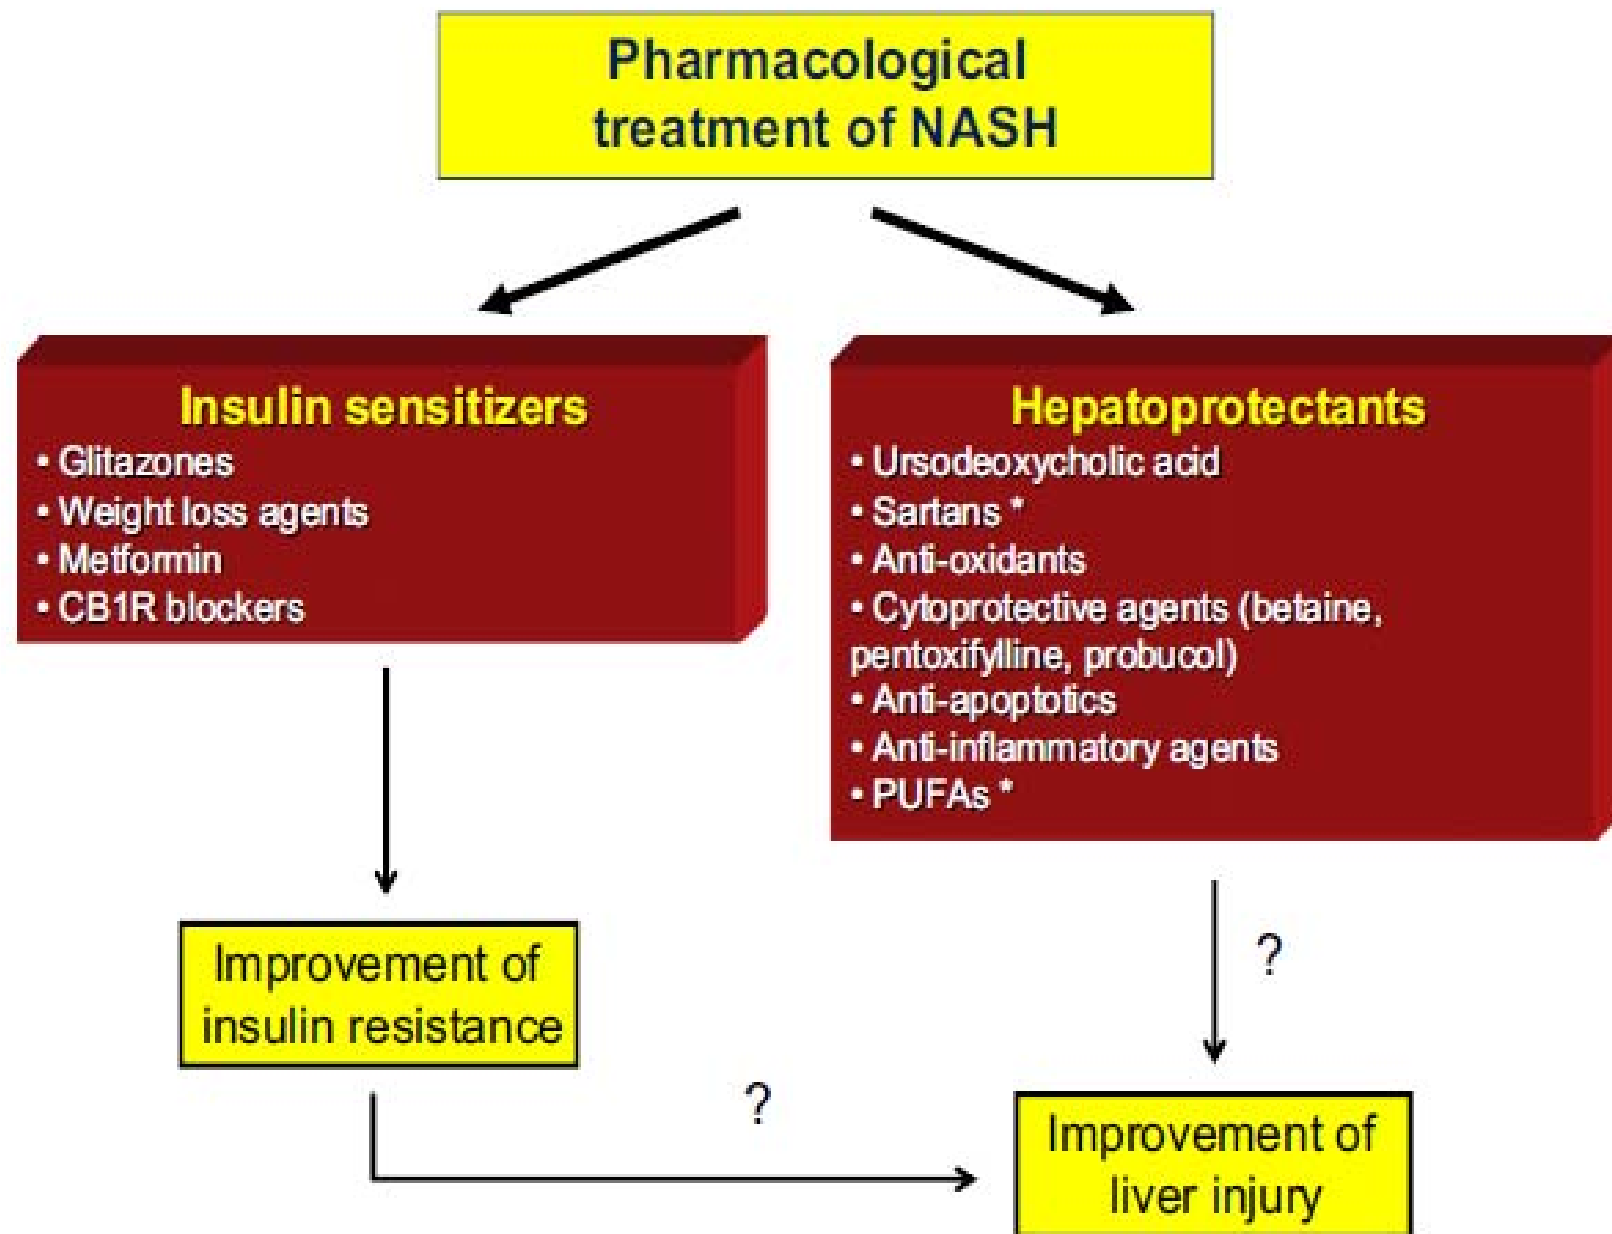 Pharmacological
treatment of NASH
Insulin sensitizers
• Glitazones
• Weight loss agents
• Metformin
• CB1R blockers
Hepatoprotectants
• Ursodeoxycholic acid
• Sartans *
• Anti-oxidants
• Cytoprotective agents (betaine,
pentoxifylline, probucol)
• Anti-apoptotics
• Anti-inflammatory agents
• PUFAs *
Improvement of
insulin resistance
?
?
Improvement of
liver injury